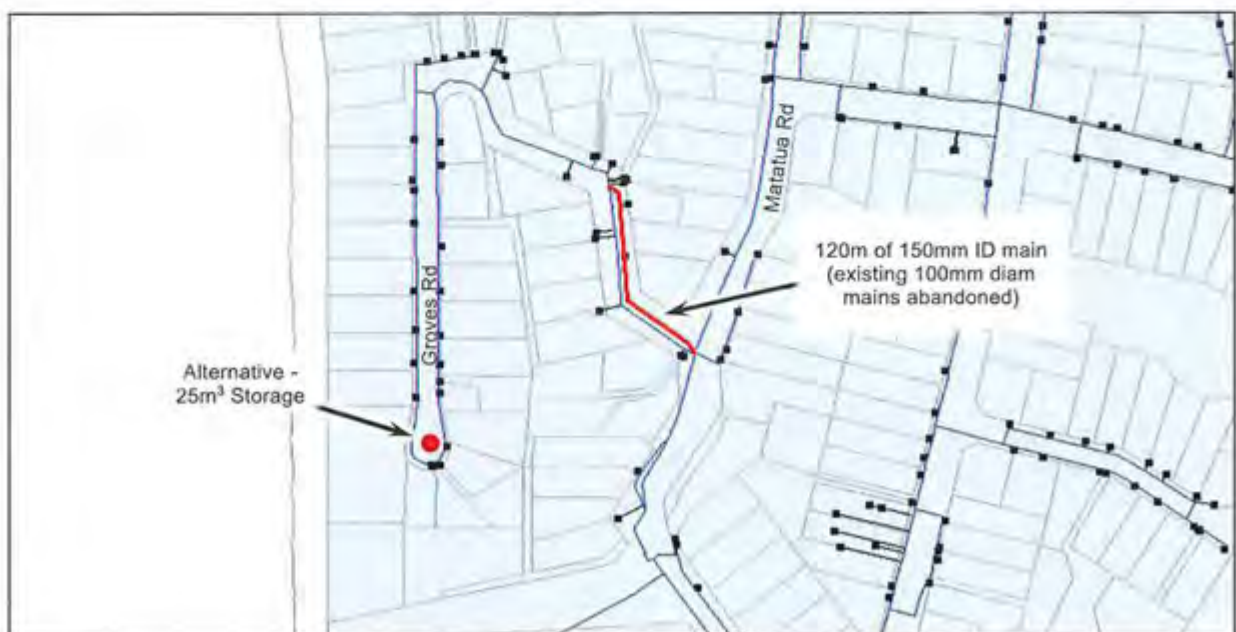 Matatua Rd
120m of 150mm ID main
(existing 100mm diam
mains abandoned)
Groves Rd
Alternative -
25m³ Storage